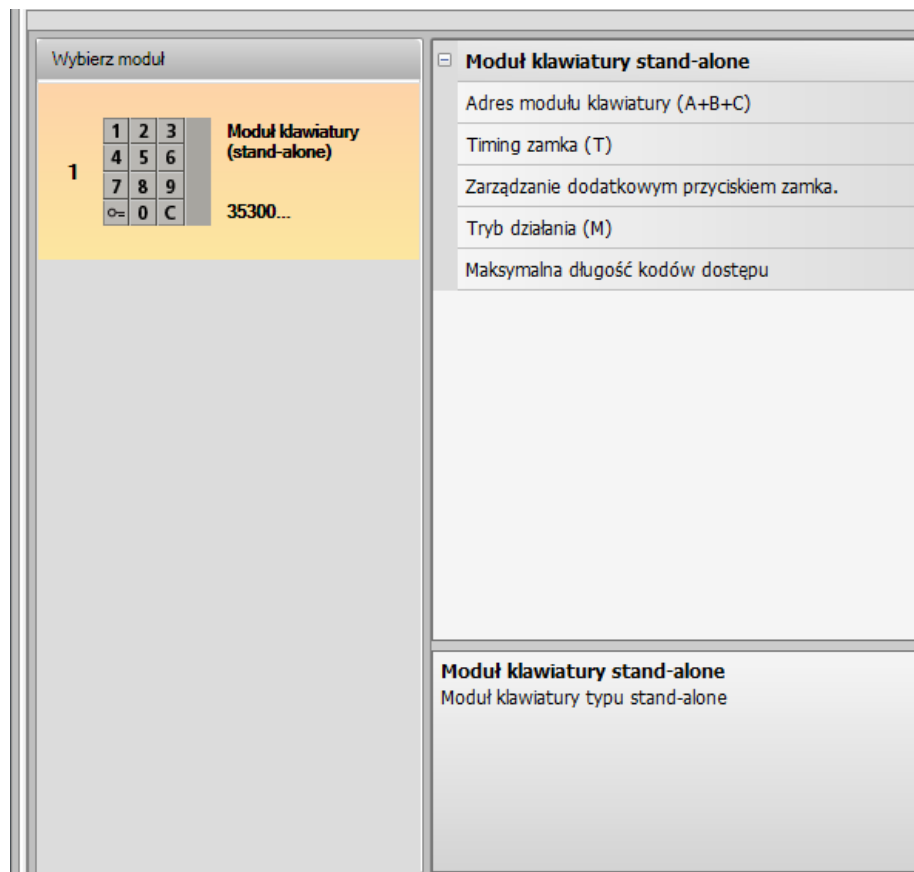 Wybierz moduł
1
1 2 3
4 5 6
7 8 9
0 C
Moduł klawiatury
(stand-alone)
35300...
Moduł klawiatury stand-alone
Adres modułu klawiatury (A+B+C)
Timing zamka (T)
Zarządzanie dodatkowym przyciskiem zamka.
Tryb działania (M)
Maksymalna długość kodów dostępu
Moduł klawiatury stand-alone
Moduł klawiatury typu stand-alone